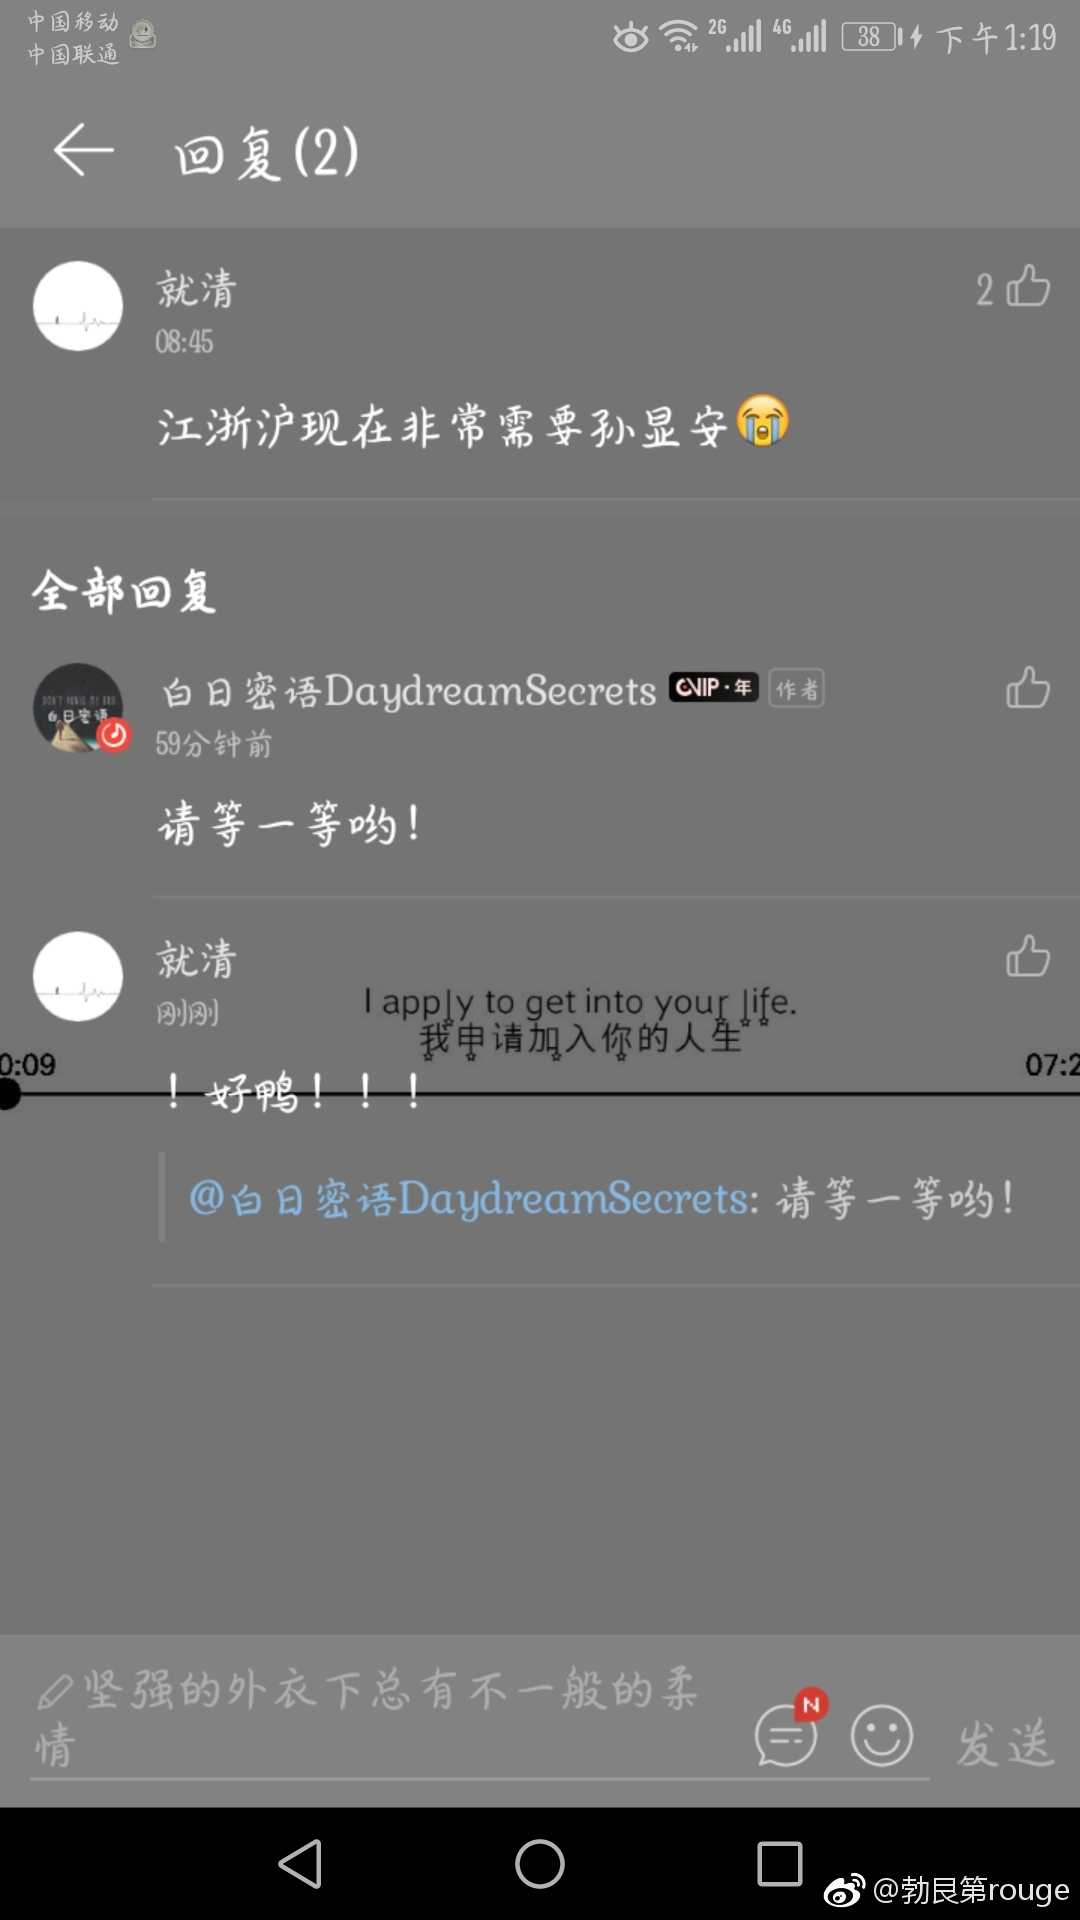 中国移动
中国联通
2G 4G 38 下午1:19
回复(2)
就清
2
08:45
江浙沪现在非常需要孙显安😭
全部回复
白日密语DaydreamSecrets VIP·年 作者
59分钟前
请等一等哟!
就清
刚刚
I apply to get into your life.
我申请加入你的人生
0:09
07:2
!好鸭!!!
@白日密语DaydreamSecrets: 请等一等哟!
坚强的外衣下总有不一般的柔
情
N
发送
@勃艮第rouge